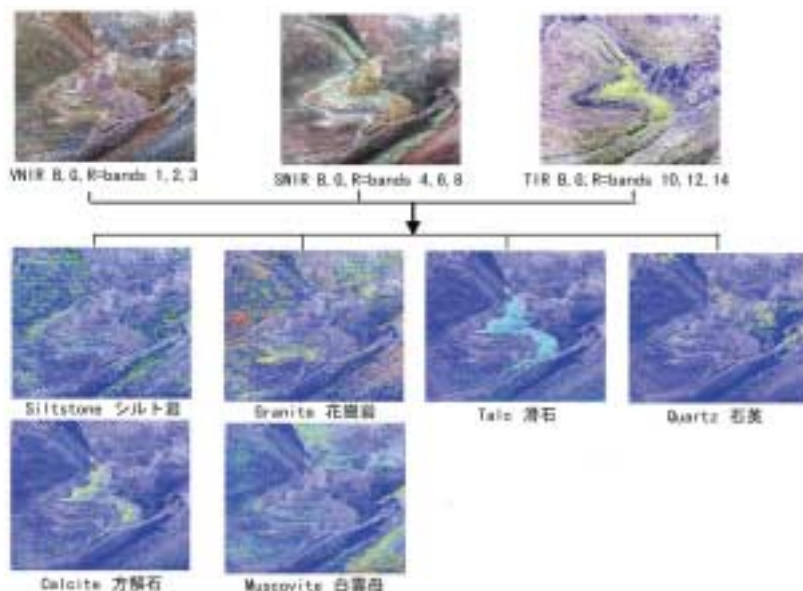 VNIR B,G,R=bands 1,2,3
SWIR B,G,R=bands 4,6,8
TIR B,G,R=bands 10,12,14
Siltstone シルト岩
Granite 花崗岩
Talc 滑石
Quartz 石英
Calcite 方解石
Muscovite 白雲母